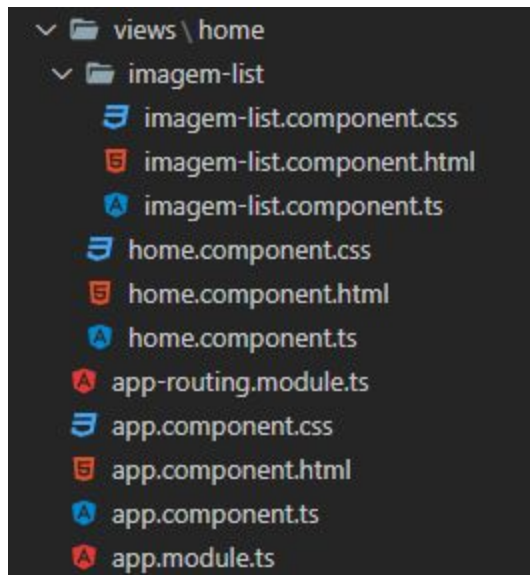 views \ home
imagem-list
imagem-list.component.css
imagem-list.component.html
imagem-list.component.ts
home.component.css
home.component.html
home.component.ts
app-routing.module.ts
app.component.css
app.component.html
app.component.ts
app.module.ts